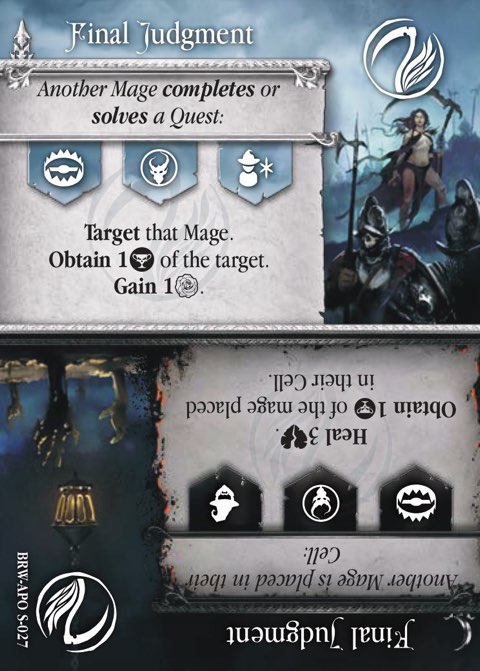 Final Judgment
Another Mage completes or
solves a Quest:
Target that Mage.
Obtain 1 of the target.
Gain 1.
Final Judgment
Another Mage is placed in their
Cell:
Heal 3.
Obtain 1 of the mage placed
in their Cell.
BRW-APO S-027